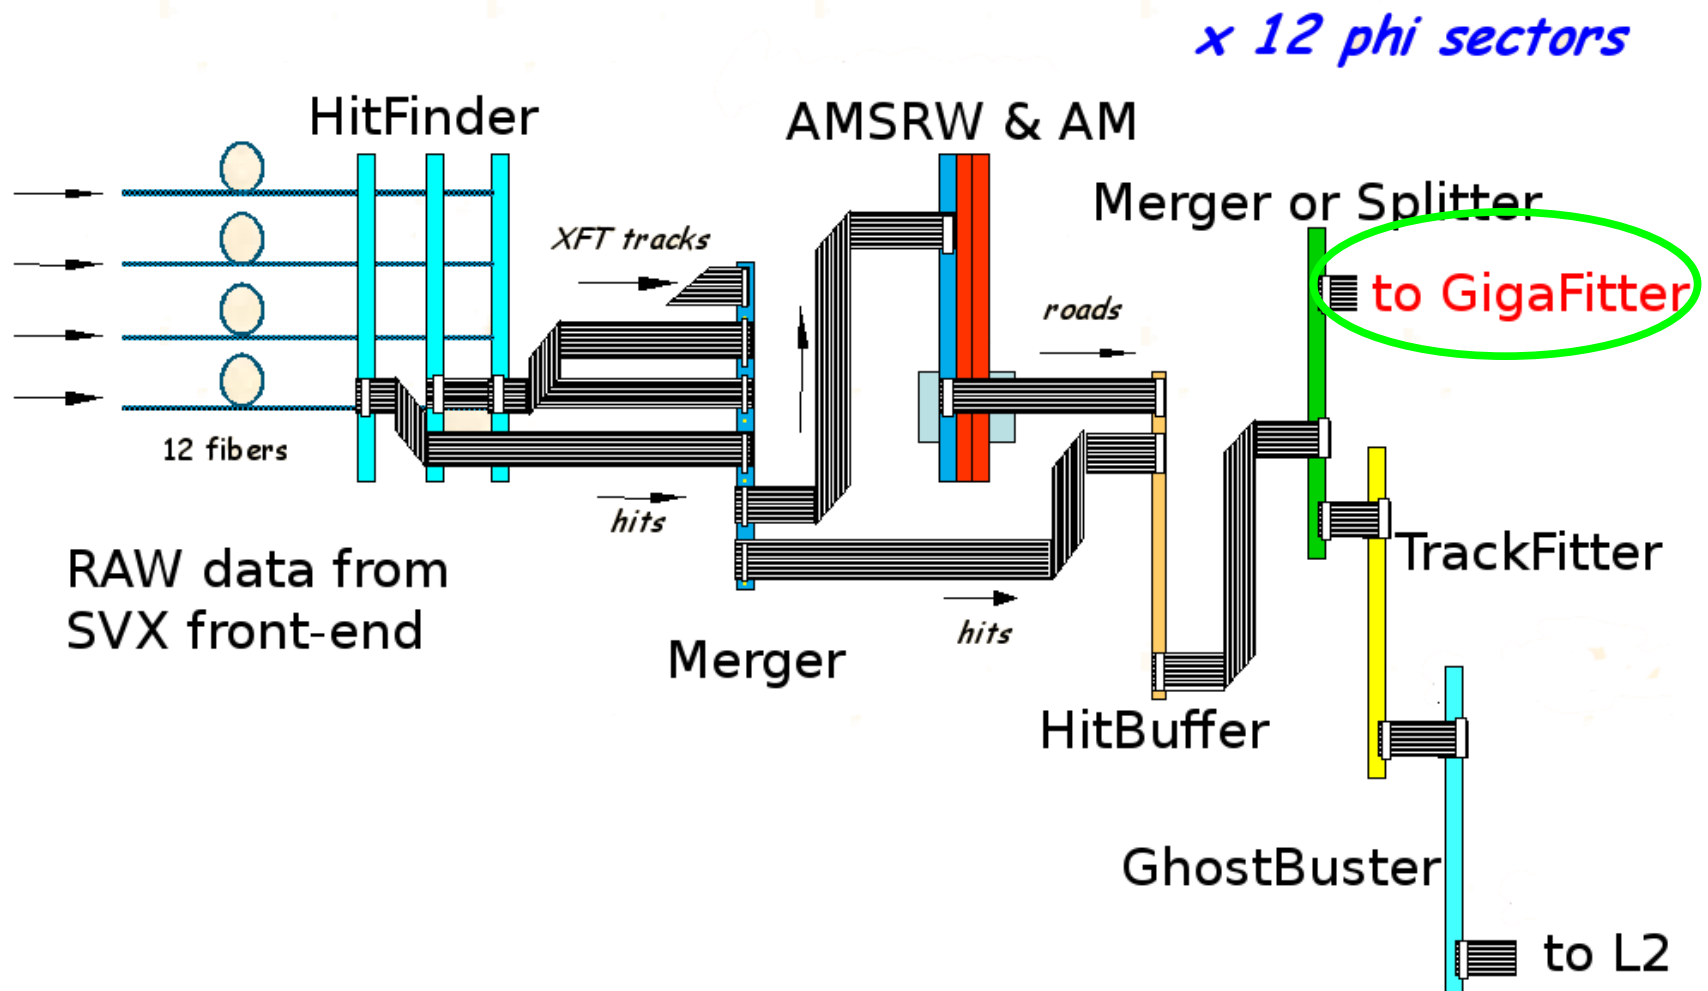 x 12 phi sectors
HitFinder
AMSRW & AM
Merger or Splitter
XFT tracks
to GigaFitter
roads
12 fibers
hits
TrackFitter
RAW data from
SVX front-end
hits
Merger
HitBuffer
GhostBuster
to L2